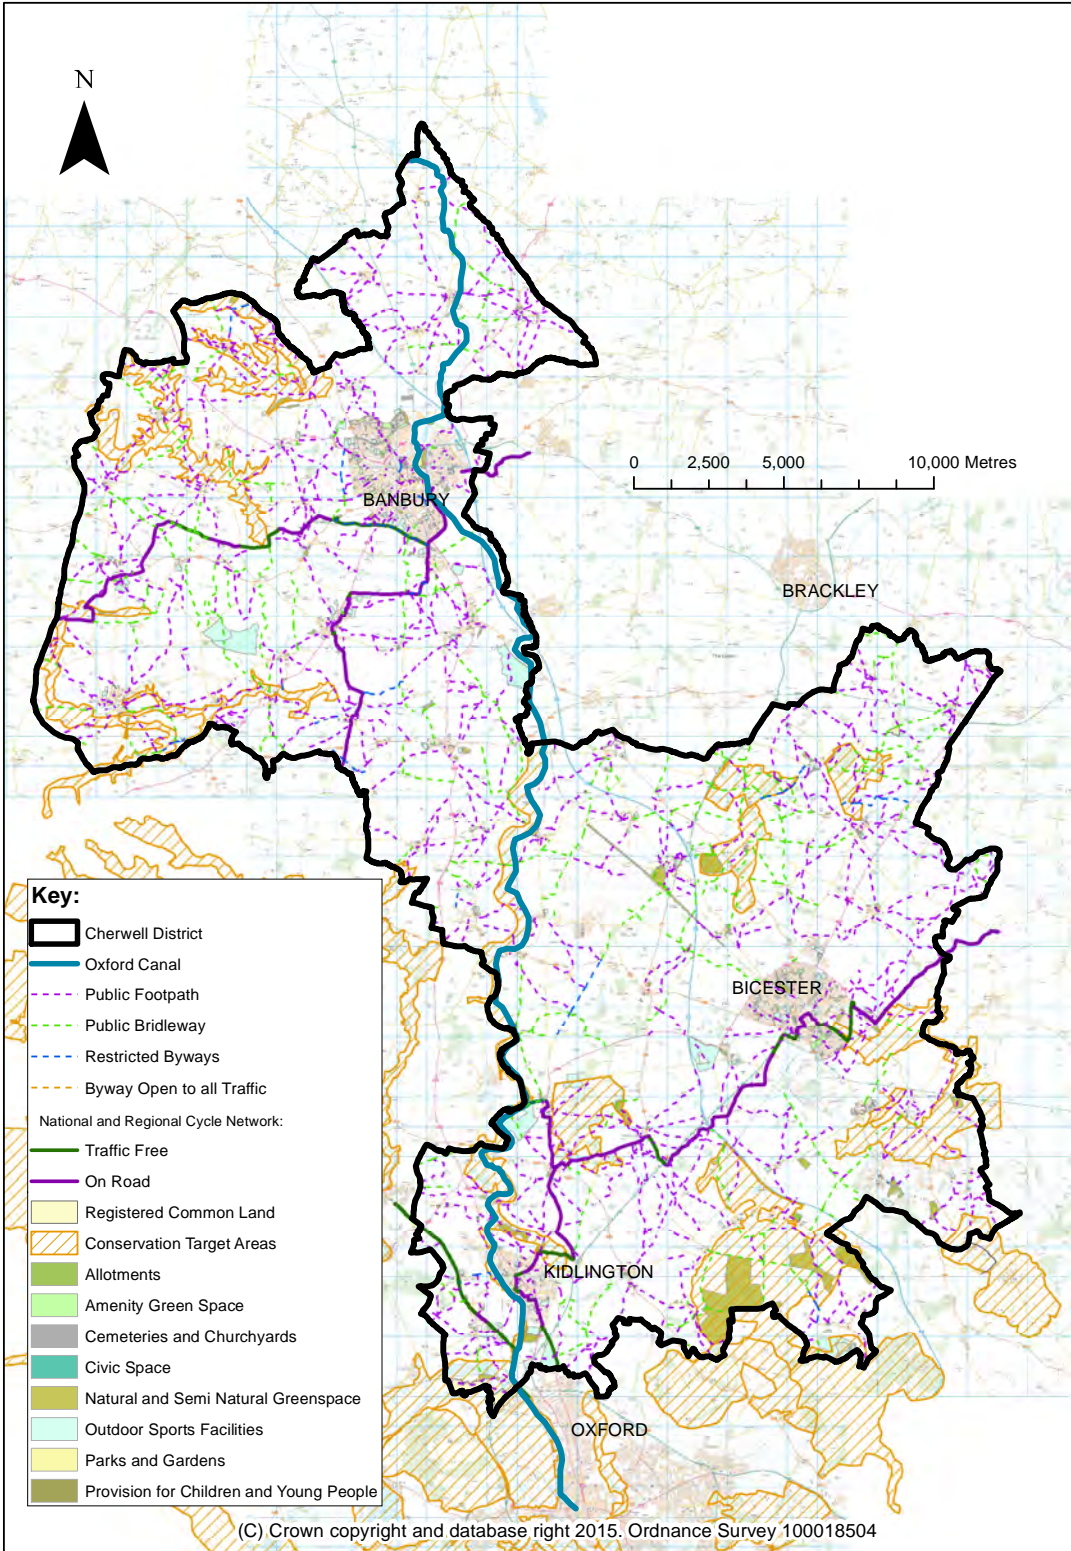 N
0 2,500 5,000 10,000 Metres
BANBURY
BRACKLEY
BICESTER
KIDLINGTON
OXFORD
Key:
Cherwell District
Oxford Canal
Public Footpath
Public Bridleway
Restricted Byways
Byway Open to all Traffic
National and Regional Cycle Network:
Traffic Free
On Road
Registered Common Land
Conservation Target Areas
Allotments
Amenity Green Space
Cemeteries and Churchyards
Civic Space
Natural and Semi Natural Greenspace
Outdoor Sports Facilities
Parks and Gardens
Provision for Children and Young People
(C) Crown copyright and database right 2015. Ordnance Survey 100018504